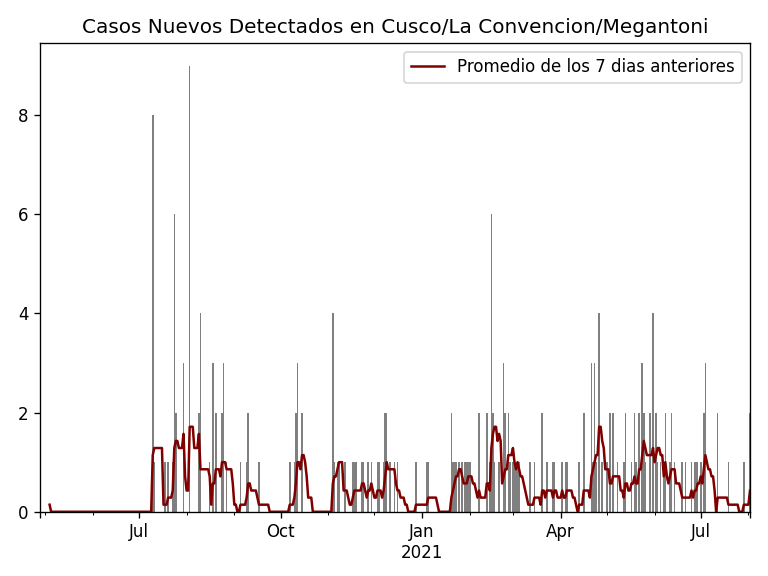 Casos Nuevos Detectados en Cusco/La Convencion/Megantoni
Promedio de los 7 dias anteriores
8
6
4
2
0
Jul
Oct
Jan
2021
Apr
Jul